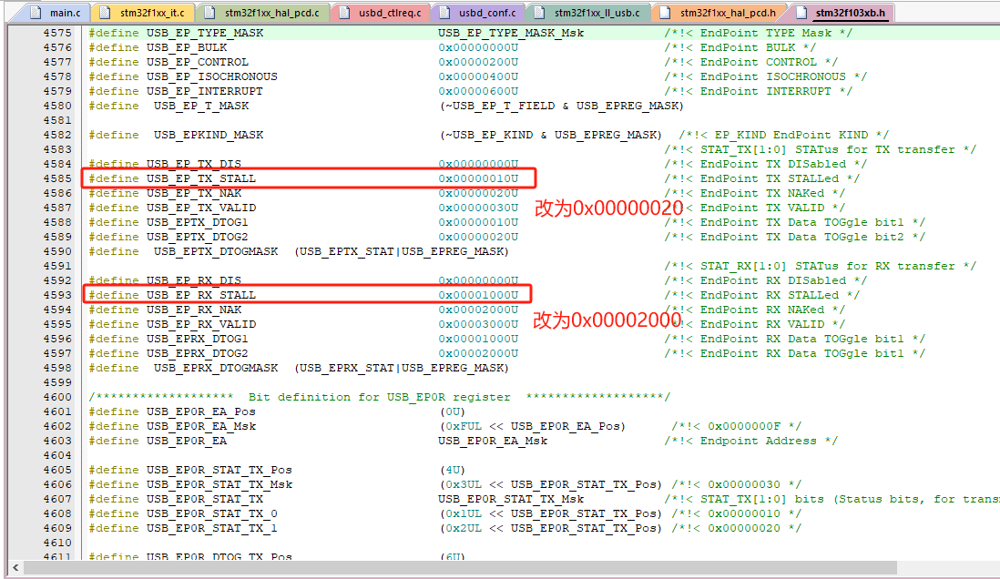 main.c stm32f1xx_it.c stm32f1xx_hal_pcd.c usbd_ctlreq.c usbd_conf.c stm32f1xx_ll_usb.c stm32f1xx_hal_pcd.h stm32f103xb.h
4575 #define USB_EP_TYPE_MASK USB_EP_TYPE_MASK_Msk /*!< EndPoint TYPE Mask */
4576 #define USB_EP_BULK 0x00000000U /*!< EndPoint BULK */
4577 #define USB_EP_CONTROL 0x00000200U /*!< EndPoint CONTROL */
4578 #define USB_EP_ISOCHRONOUS 0x00000400U /*!< EndPoint ISOCHRONOUS */
4579 #define USB_EP_INTERRUPT 0x00000600U /*!< EndPoint INTERRUPT */
4580 #define USB_EP_T_MASK (~USB_EP_T_FIELD & USB_EPREG_MASK)
4581
4582 #define USB_EPKIND_MASK (~USB_EP_KIND & USB_EPREG_MASK) /*!< EP_KIND EndPoint KIND */
4583 /*!< STAT_TX[1:0] STATus for TX transfer */
4584 #define USB_EP_TX_DIS 0x00000000U /*!< EndPoint TX DISabled */
4585 #define USB_EP_TX_STALL 0x00000010U /*!< EndPoint TX STALLed */
4586 #define USB_EP_TX_NAK 0x00000020U /*!< EndPoint TX NAKed */
4587 #define USB_EP_TX_VALID 0x00000030U /*!< EndPoint TX VALID */
改为0x00000020
4588 #define USB_EPTX_DTOG1 0x00000010U /*!< EndPoint TX Data TOGgle bit1 */
4589 #define USB_EPTX_DTOG2 0x00000020U /*!< EndPoint TX Data TOGgle bit2 */
4590 #define USB_EPTX_DTOGMASK (USB_EPTX_STAT|USB_EPREG_MASK)
4591 /*!< STAT_RX[1:0] STATus for RX transfer */
4592 #define USB_EP_RX_DIS 0x00000000U /*!< EndPoint RX DISabled */
4593 #define USB_EP_RX_STALL 0x00001000U /*!< EndPoint RX STALLed */
4594 #define USB_EP_RX_NAK 0x00002000U /*!< EndPoint RX NAKed */
4595 #define USB_EP_RX_VALID 0x00003000U /*!< EndPoint RX VALID */
改为0x00002000
4596 #define USB_EPRX_DTOG1 0x00001000U /*!< EndPoint RX Data TOGgle bit1 */
4597 #define USB_EPRX_DTOG2 0x00002000U /*!< EndPoint RX Data TOGgle bit1 */
4598 #define USB_EPRX_DTOGMASK (USB_EPRX_STAT|USB_EPREG_MASK)
4599
4600 /******************* Bit definition for USB_EP0R register *******************/
4601 #define USB_EP0R_EA_Pos (0U)
4602 #define USB_EP0R_EA_Msk (0xFUL << USB_EP0R_EA_Pos) /*!< 0x0000000F */
4603 #define USB_EP0R_EA USB_EP0R_EA_Msk /*!< Endpoint Address */
4604
4605 #define USB_EP0R_STAT_TX_Pos (4U)
4606 #define USB_EP0R_STAT_TX_Msk (0x3UL << USB_EP0R_STAT_TX_Pos) /*!< 0x00000030 */
4607 #define USB_EP0R_STAT_TX USB_EP0R_STAT_TX_Msk /*!< STAT_TX[1:0] bits (Status bits, for trans
4608 #define USB_EP0R_STAT_TX_0 (0x1UL << USB_EP0R_STAT_TX_Pos) /*!< 0x00000010 */
4609 #define USB_EP0R_STAT_TX_1 (0x2UL << USB_EP0R_STAT_TX_Pos) /*!< 0x00000020 */
4610
4611 #define USB_EP0R_DTOG_TX_Pos (6U)